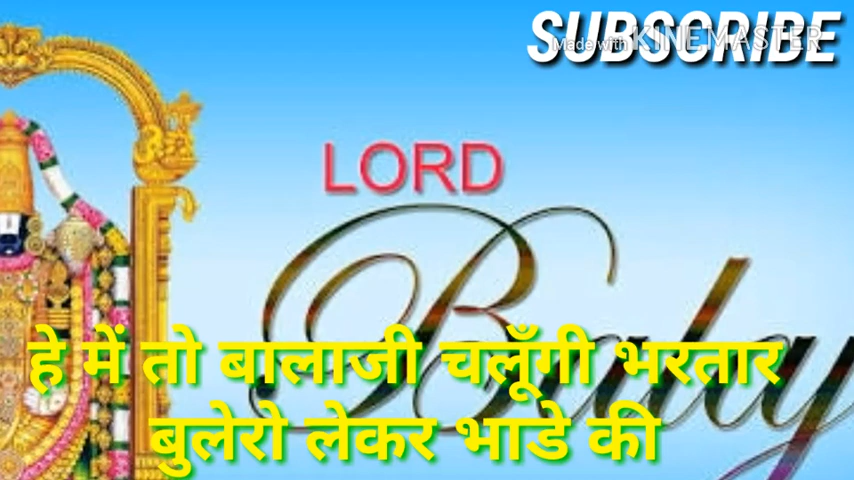 SUBSCRIBE
Made with KINEMASTER
LORD
हे में तो बालाजी चलूँगी भरतार
बुलेरो लेकर भाडे की